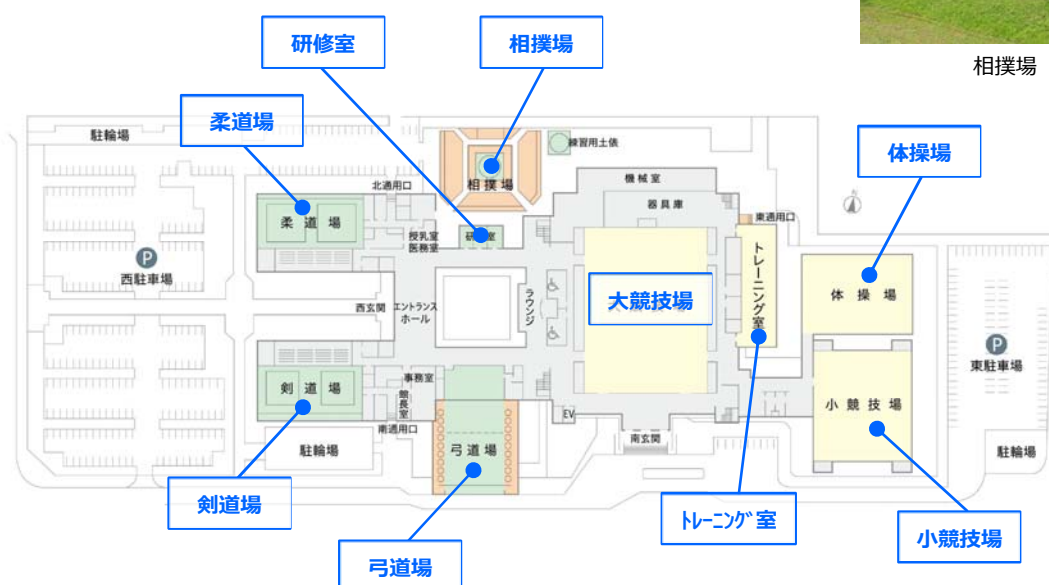 相撲場
研修室
相撲場
柔道場
体操場
駐輪場
練習用土俵
機械室
北通用口
相撲場
器具庫
東通用口
柔道場
授乳室
医務室
研
室
トレーニング室
P
西駐車場
体操場
大競技場
ラウンジ
西玄関
エントランス
ホール
P
東駐車場
剣道場
事務室
館長室
小競技場
EV
南通用口
駐輪場
弓道場
南玄関
駐輪場
剣道場
ﾄﾚｰﾆﾝｸﾞ室
小競技場
弓道場